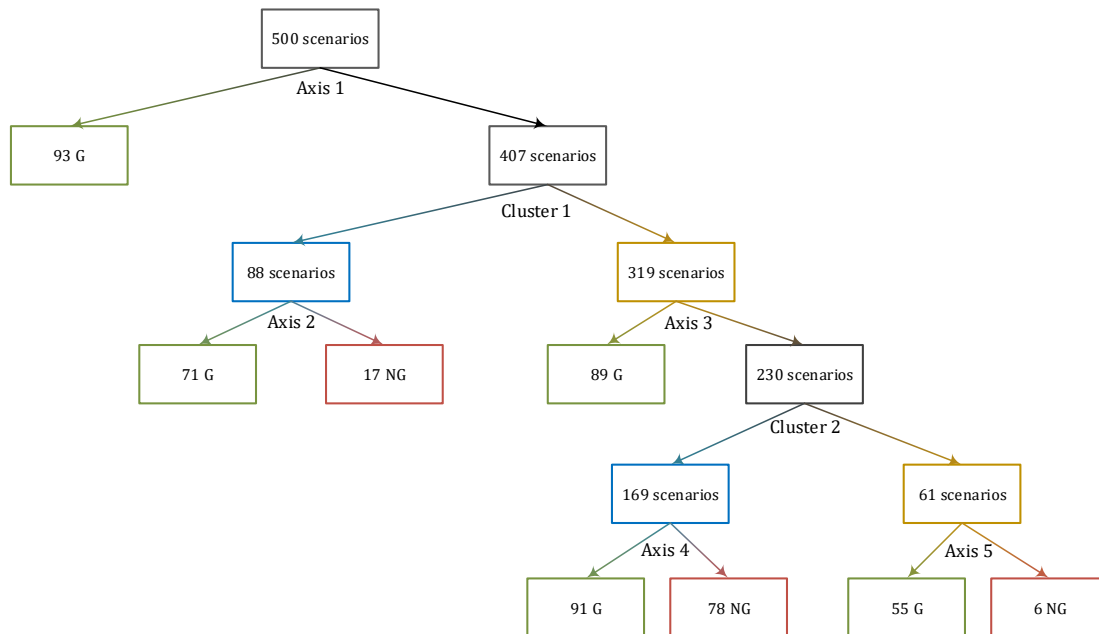 500 scenarios
Axis 1
93 G
407 scenarios
Cluster 1
88 scenarios
319 scenarios
Axis 2
Axis 3
71 G
17 NG
89 G
230 scenarios
Cluster 2
169 scenarios
61 scenarios
Axis 4
Axis 5
91 G
78 NG
55 G
6 NG